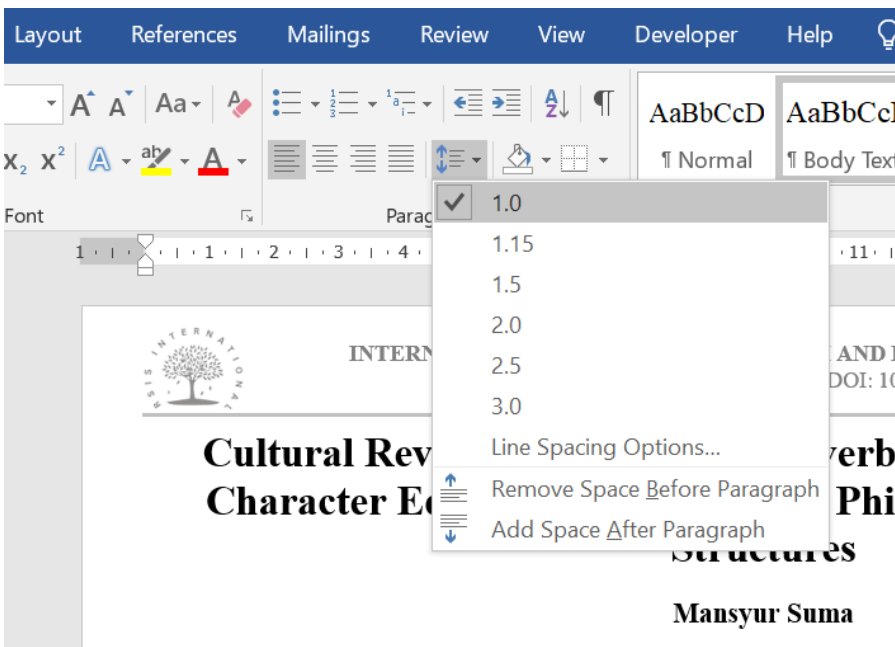 Layout References Mailings Review View Developer Help
Aa
AaBbCcD AaBbCcI
¶ Normal ¶ Body Text
Font Parag
1.0
1 1 2 3 4 11
1.15
1.5
2.0
2.5
3.0
Line Spacing Options...
Remove Space Before Paragraph
Add Space After Paragraph
RSIS INTERNATIONAL
INTERN AND
DOI: 10
Cultural Rev verb
Character Ed Phi
Structures
Mansyur Suma